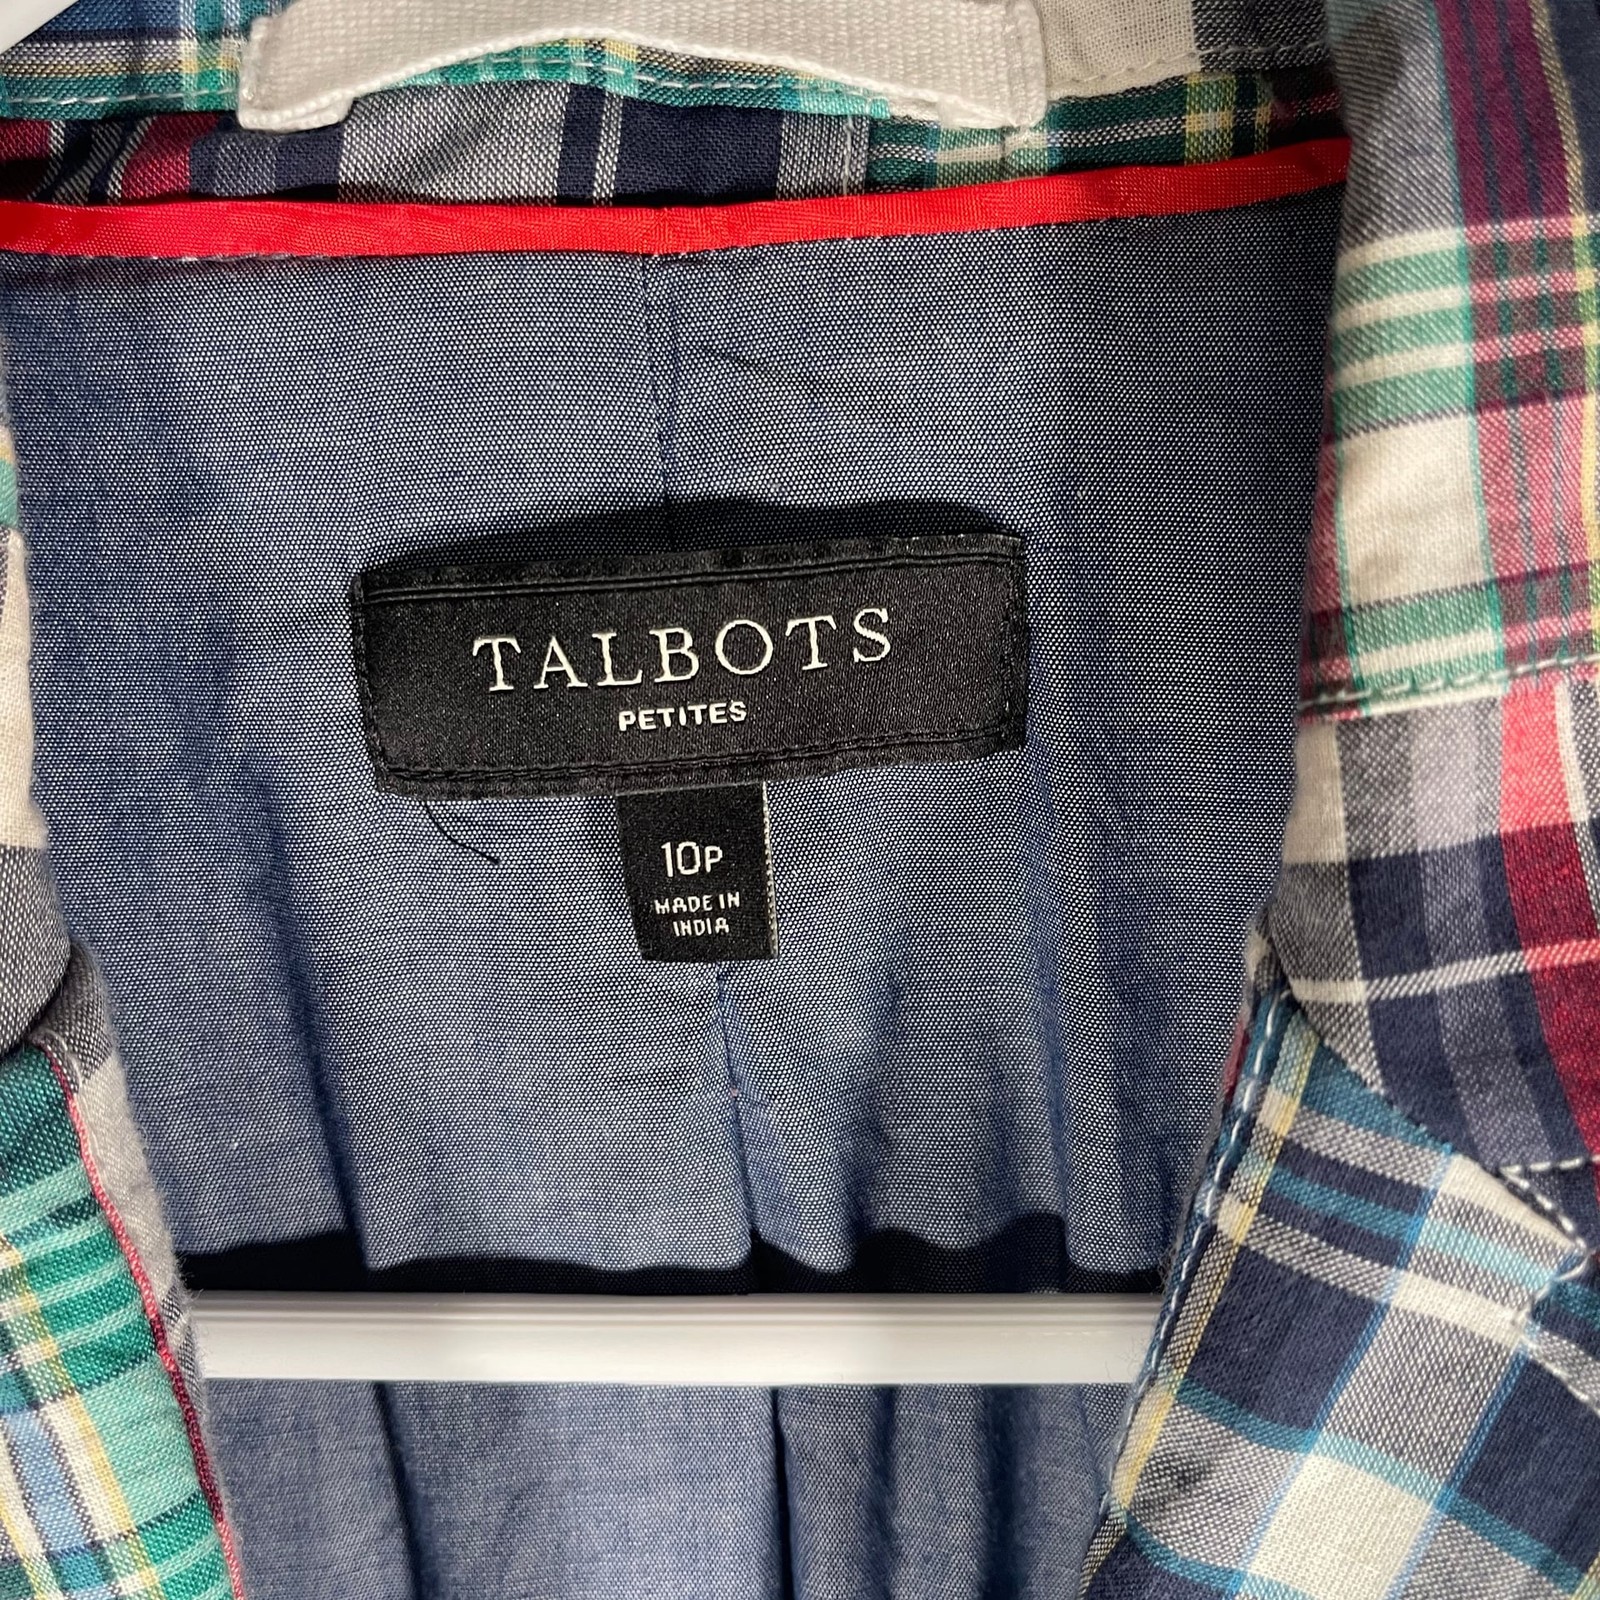 TALBOTS
PETITES
10P
MADE IN
INDIA